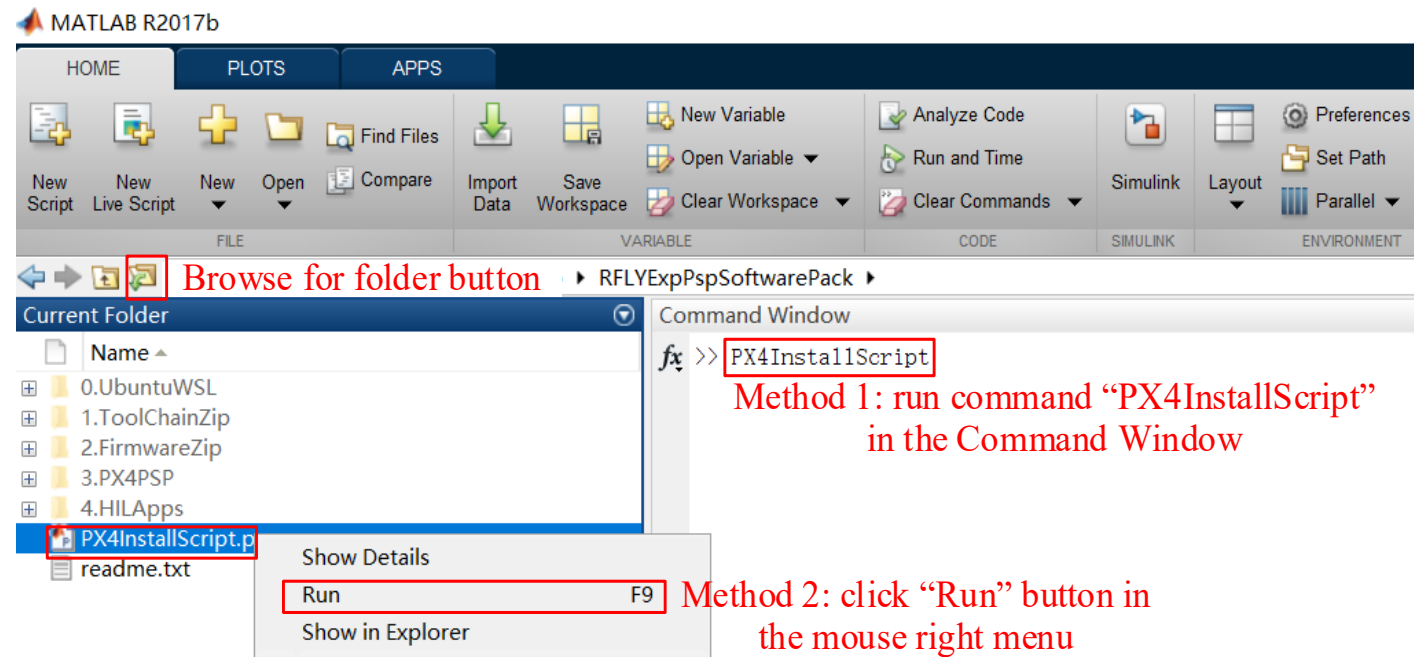 MATLAB R2017b
HOME PLOTS APPS
New Script
New Live Script
New
Open
Find Files
Compare
Import Data
Save Workspace
New Variable
Open Variable
Clear Workspace
Analyze Code
Run and Time
Clear Commands
Simulink
Layout
Preferences
Set Path
Parallel
FILE VARIABLE CODE SIMULINK ENVIRONMENT
Browse for folder button
RFLYExpPspSoftwarePack
Current Folder
Name
0.UbuntuWSL
1.ToolChainZip
2.FirmwareZip
3.PX4PSP
4.HILApps
PX4InstallScript.p
readme.txt
Command Window
fx >> PX4InstallScript
Method 1: run command “PX4InstallScript”
in the Command Window
Show Details
Run F9
Show in Explorer
Method 2: click “Run” button in
the mouse right menu